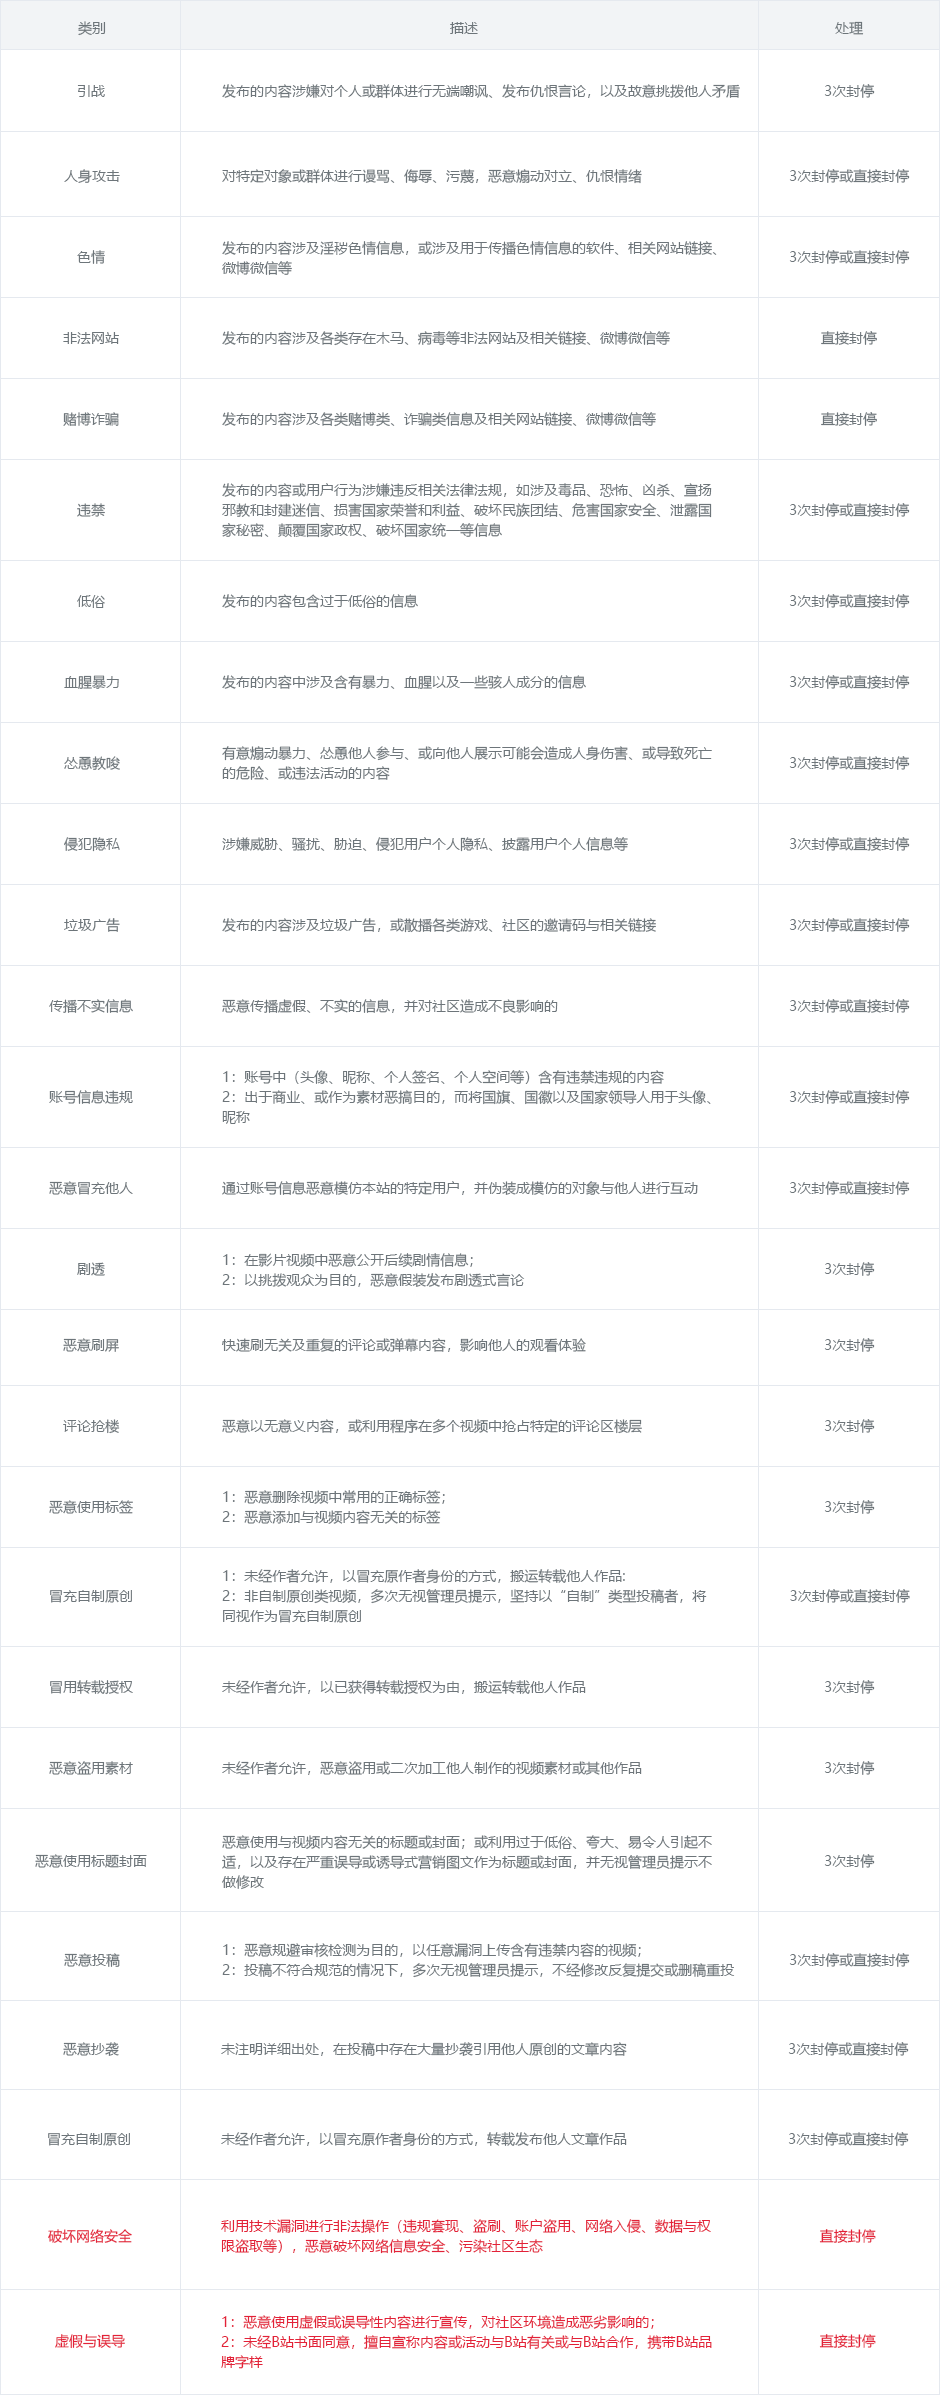 类别 描述 处理
引战 发布的内容涉嫌对个人或群体进行无端嘲讽、发布仇恨言论，以及故意挑拨他人矛盾 3次封停
人身攻击 对特定对象或群体进行谩骂、侮辱、污蔑，恶意煽动对立、仇恨情绪 3次封停或直接封停
色情 发布的内容涉及淫秽色情信息，或涉及用于传播色情信息的软件、相关网站链接、
微博微信等 3次封停或直接封停
非法网站 发布的内容涉及各类存在木马、病毒等非法网站及相关链接、微博微信等 直接封停
赌博诈骗 发布的内容涉及各类赌博类、诈骗类信息及相关网站链接、微博微信等 直接封停
违禁 发布的内容或用户行为涉嫌违反相关法律法规，如涉及毒品、恐怖、凶杀、宣扬
邪教和封建迷信、损害国家荣誉和利益、破坏民族团结、危害国家安全、泄露国
家秘密、颠覆国家政权、破坏国家统一等信息 3次封停或直接封停
低俗 发布的内容包含过于低俗的信息 3次封停或直接封停
血腥暴力 发布的内容中涉及含有暴力、血腥以及一些骇人成分的信息 3次封停或直接封停
怂恿教唆 有意煽动暴力、怂恿他人参与、或向他人展示可能会造成人身伤害、或导致死亡
的危险、或违法活动的内容 3次封停或直接封停
侵犯隐私 涉嫌威胁、骚扰、胁迫、侵犯用户个人隐私、披露用户个人信息等 3次封停或直接封停
垃圾广告 发布的内容涉及垃圾广告，或散播各类游戏、社区的邀请码与相关链接 3次封停或直接封停
传播不实信息 恶意传播虚假、不实的信息，并对社区造成不良影响的 3次封停或直接封停
账号信息违规 1：账号中（头像、昵称、个人签名、个人空间等）含有违禁违规的内容
2：出于商业、或作为素材恶搞目的，而将国旗、国徽以及国家领导人用于头像、
昵称 3次封停或直接封停
恶意冒充他人 通过账号信息恶意模仿本站的特定用户，并伪装成模仿的对象与他人进行互动 3次封停或直接封停
剧透 1：在影片视频中恶意公开后续剧情信息；
2：以挑拨观众为目的，恶意假装发布剧透式言论 3次封停
恶意刷屏 快速刷无关及重复的评论或弹幕内容，影响他人的观看体验 3次封停
评论抢楼 恶意以无意义内容，或利用程序在多个视频中抢占特定的评论区楼层 3次封停
恶意使用标签 1：恶意删除视频中常用的正确标签；
2：恶意添加与视频内容无关的标签 3次封停
冒充自制原创 1：未经作者允许，以冒充原作者身份的方式，搬运转载他人作品:
2：非自制原创类视频，多次无视管理员提示，坚持以“自制”类型投稿者，将
同视作为冒充自制原创 3次封停或直接封停
冒用转载授权 未经作者允许，以已获得转载授权为由，搬运转载他人作品 3次封停
恶意盗用素材 未经作者允许，恶意盗用或二次加工他人制作的视频素材或其他作品 3次封停
恶意使用标题封面 恶意使用与视频内容无关的标题或封面；或利用过于低俗、夸大、易令人引起不
适，以及存在严重误导或诱导式营销图文作为标题或封面，并无视管理员提示不
做修改 3次封停
恶意投稿 1：恶意规避审核检测为目的，以任意漏洞上传含有违禁内容的视频；
2：投稿不符合规范的情况下，多次无视管理员提示，不经修改反复提交或删稿重投 3次封停或直接封停
恶意抄袭 未注明详细出处，在投稿中存在大量抄袭引用他人原创的文章内容 3次封停或直接封停
冒充自制原创 未经作者允许，以冒充原作者身份的方式，转载发布他人文章作品 3次封停或直接封停
破坏网络安全 利用技术漏洞进行非法操作（违规套现、盗刷、账户盗用、网络入侵、数据与权
限盗取等），恶意破坏网络信息安全、污染社区生态 直接封停
虚假与误导 1：恶意使用虚假或误导性内容进行宣传，对社区环境造成恶劣影响的；
2：未经B站书面同意，擅自宣称内容或活动与B站有关或与B站合作，携带B站品
牌字样 直接封停